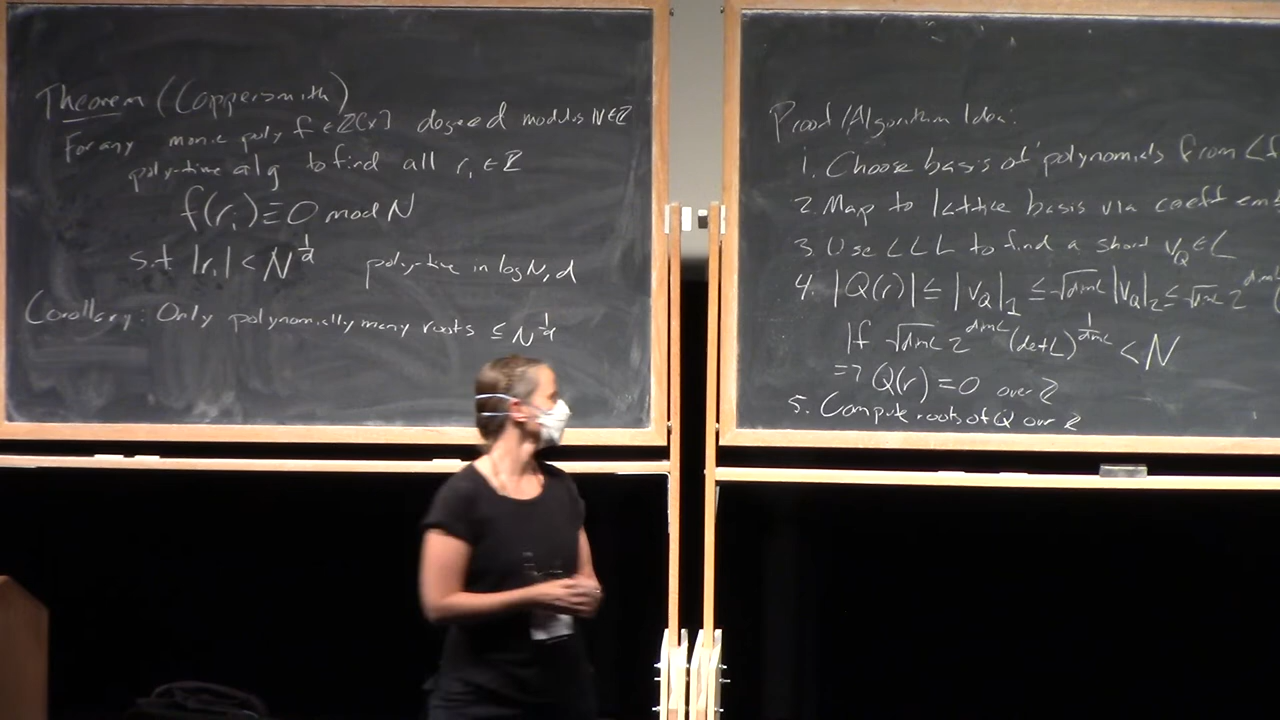 Theorem (Coppersmith)
For any monic poly f ∈ Z[x] degree d modulus N ∈ Z
poly-time alg to find all rᵢ ∈ Z
f(rᵢ) ≡ 0 mod N
s.t |rᵢ| < N^{1/d} poly-time in log N, d
Corollary: Only polynomially many roots ≤ N^{1/d}
Proof/Algorithm Idea:
1. Choose basis of polynomials from
2. Map to lattice basis via coeff
3. Use LLL to find a short v_Q ∈ L
4. |Q(r)| ≤ |v_Q|₁ ≤ √dim L |v_Q|₂ ≤ √dim L 2^{dim L}
If √dim L 2^{dim L} (det L)^{1/dim L} < N
=> Q(r) = 0 over Z
5. Compute roots of Q over Z